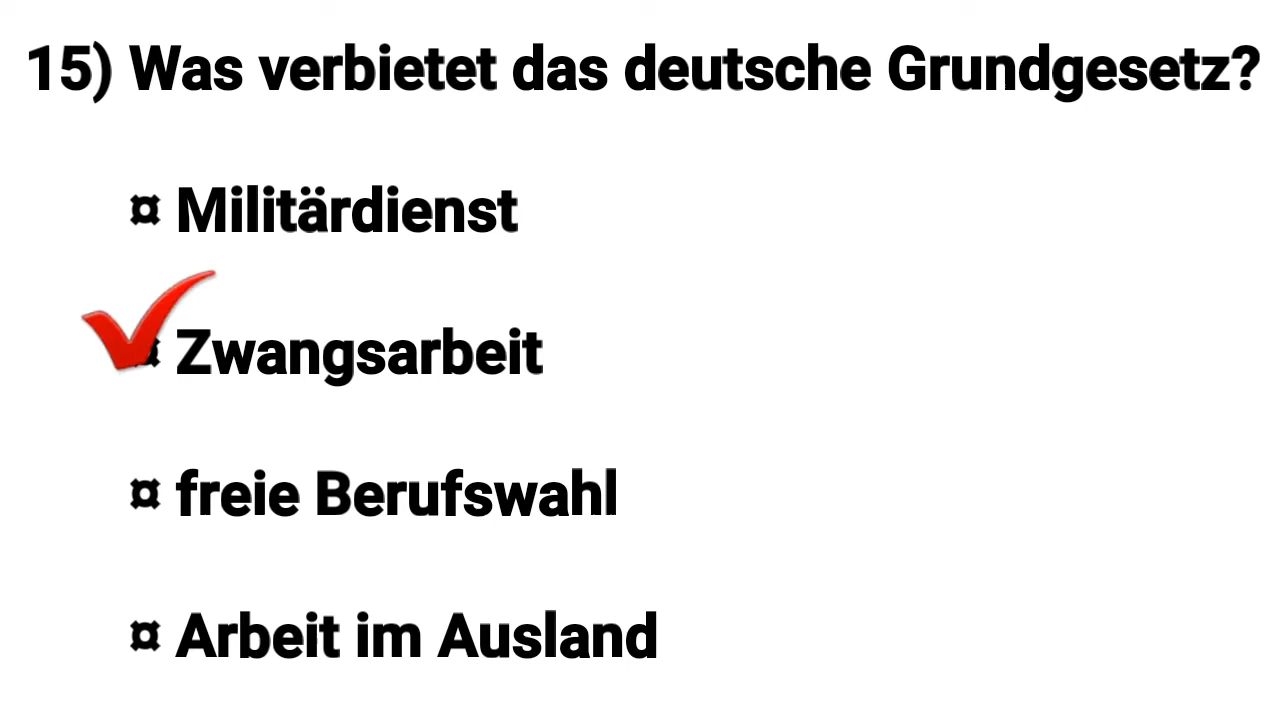 15) Was verbietet das deutsche Grundgesetz?
¤ Militärdienst
¤ Zwangsarbeit
¤ freie Berufswahl
¤ Arbeit im Ausland